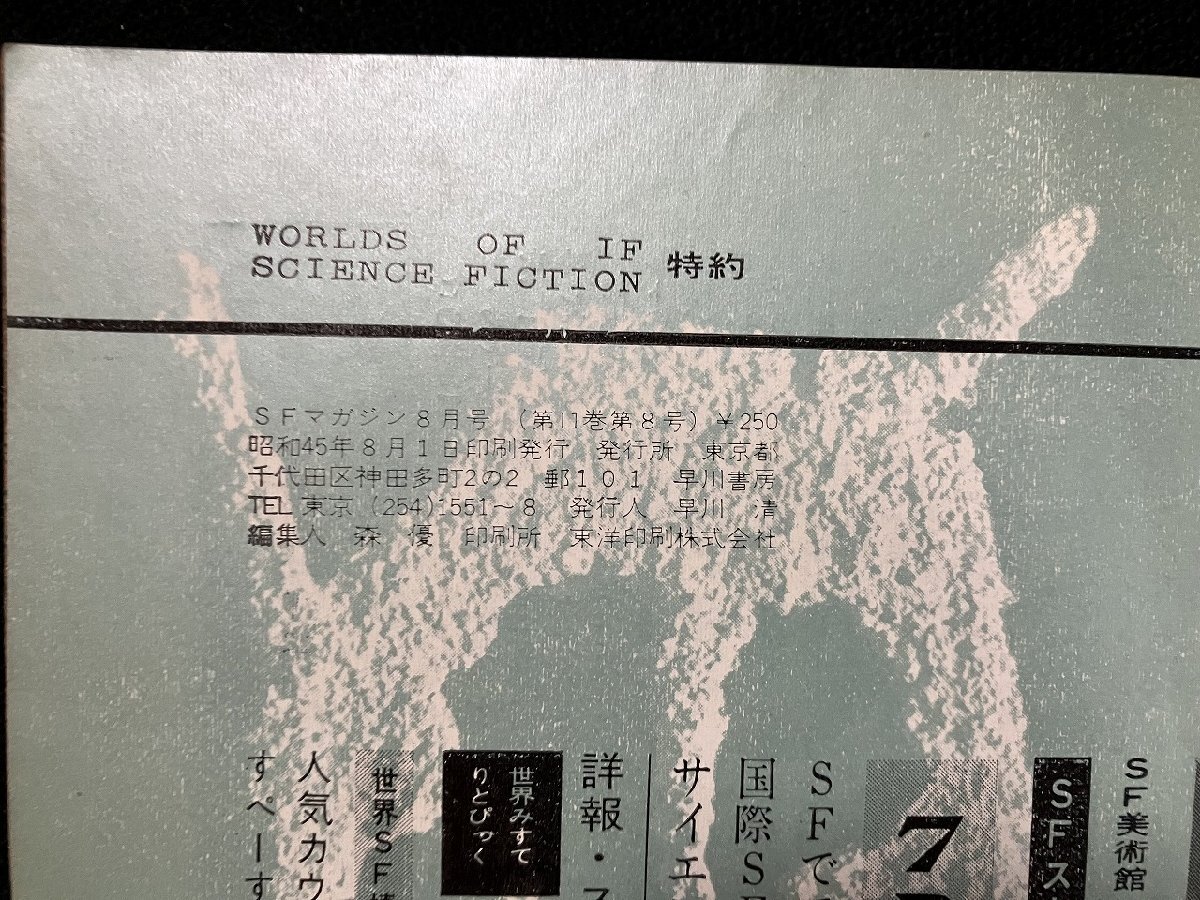 WORLDS OF IF
SCIENCE FICTION 特約
SFマガジン8月号 (第11巻第8号) ¥250
昭和45年8月1日印刷発行 発行所 東京都
千代田区神田多町2の2 郵101 早川書房
TEL 東京 (254)1551〜8 発行人 早川 清
編集人 森 優 印刷所 東洋印刷株式会社
SF美術館
SFス
7
SFで
国際S
サイエ
詳報・ス
世界みすて
りとぴっく
世界SF情
人気カウ
すぺーす